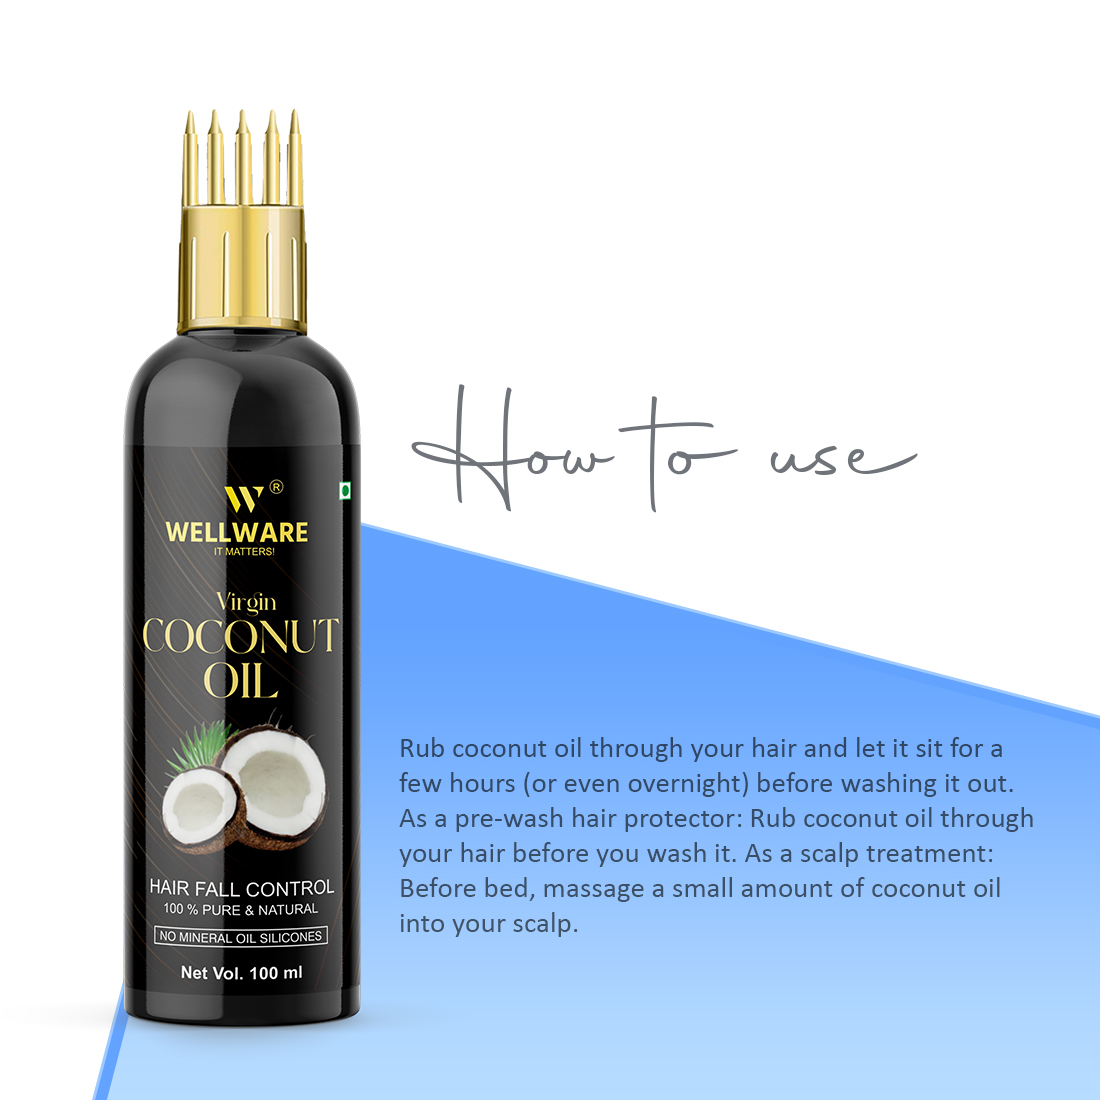 W ®
WELLWARE
IT MATTERS!
Virgin
COCONUT
OIL
HAIR FALL CONTROL
100 % PURE & NATURAL
NO MINERAL OIL SILICONES
Net Vol. 100 ml
How to use
Rub coconut oil through your hair and let it sit for a
few hours (or even overnight) before washing it out.
As a pre-wash hair protector: Rub coconut oil through
your hair before you wash it. As a scalp treatment:
Before bed, massage a small amount of coconut oil
into your scalp.